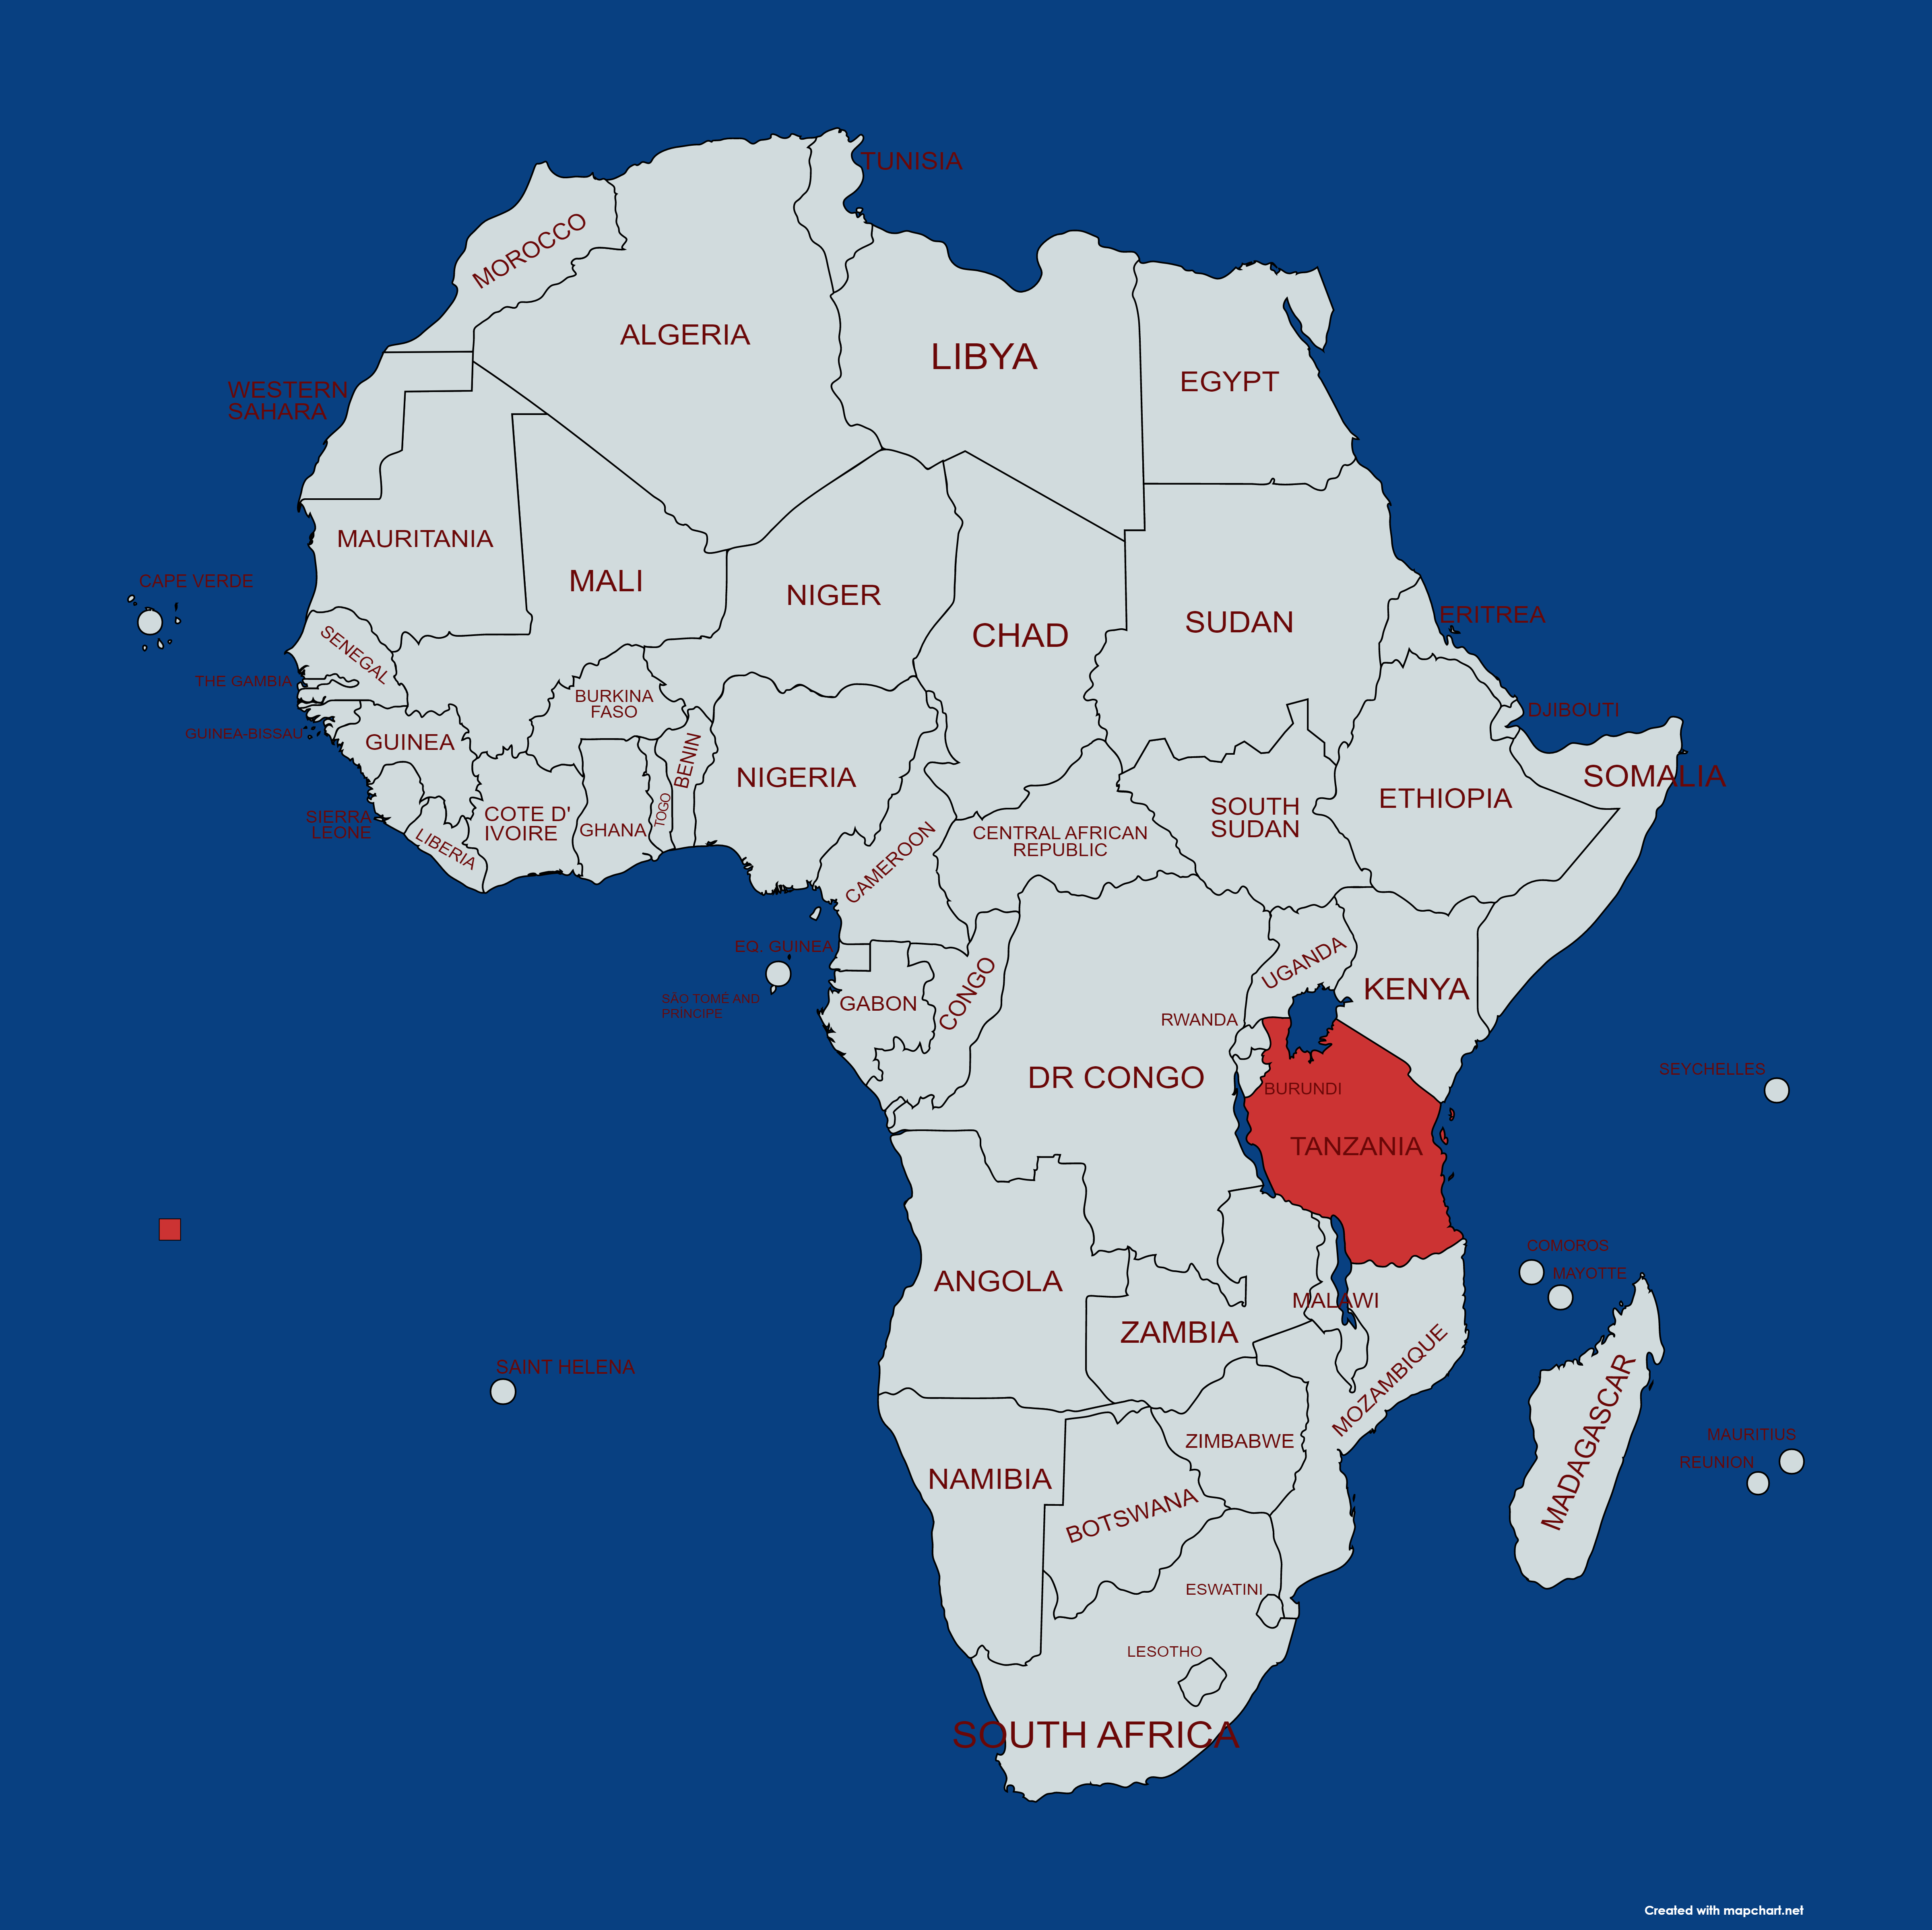 TUNISIA
MOROCCO
ALGERIA
LIBYA
EGYPT
WESTERN
SAHARA
MAURITANIA
CAPE VERDE
MALI
NIGER
CHAD
SUDAN
ERITREA
SENEGAL
THE GAMBIA
BURKINA
FASO
DJIBOUTI
GUINEA-BISSAU
GUINEA
BENIN
NIGERIA
SOMALIA
ETHIOPIA
SIERRA
LEONE
COTE D'
IVOIRE
GHANA
TOGO
SOUTH
SUDAN
LIBERIA
CAMEROON
CENTRAL AFRICAN
REPUBLIC
EQ. GUINEA
UGANDA
KENYA
SÃO TOMÉ AND
PRÍNCIPE
GABON
CONGO
RWANDA
DR CONGO
BURUNDI
SEYCHELLES
TANZANIA
COMOROS
MAYOTTE
ANGOLA
MALAWI
ZAMBIA
SAINT HELENA
MOZAMBIQUE
MADAGASCAR
MAURITIUS
REUNION
ZIMBABWE
NAMIBIA
BOTSWANA
ESWATINI
LESOTHO
SOUTH AFRICA
Created with mapchart.net